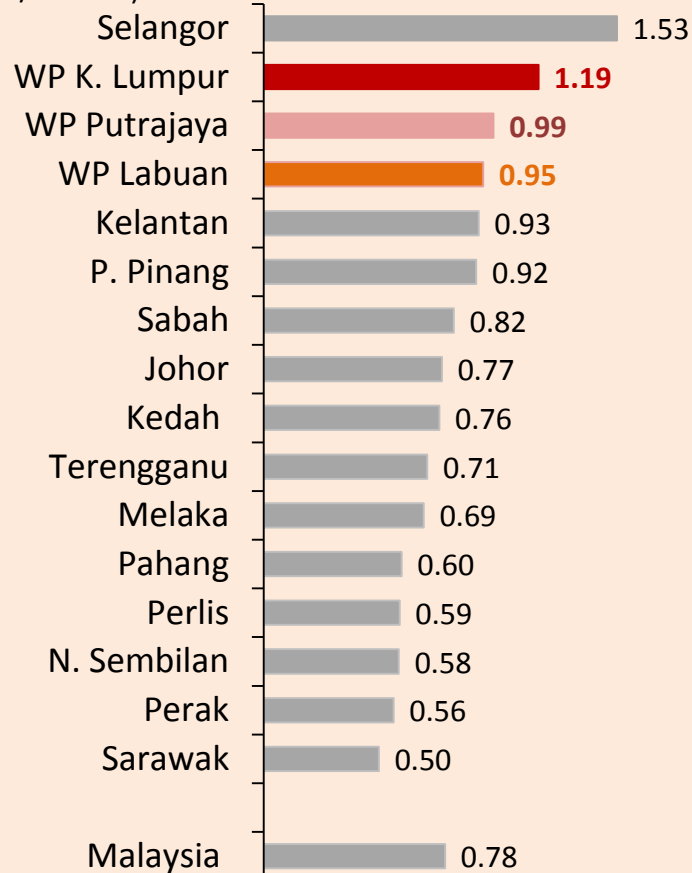 Selangor 1.53
WP K. Lumpur 1.19
WP Putrajaya 0.99
WP Labuan 0.95
Kelantan 0.93
P. Pinang 0.92
Sabah 0.82
Johor 0.77
Kedah 0.76
Terengganu 0.71
Melaka 0.69
Pahang 0.60
Perlis 0.59
N. Sembilan 0.58
Perak 0.56
Sarawak 0.50
Malaysia 0.78